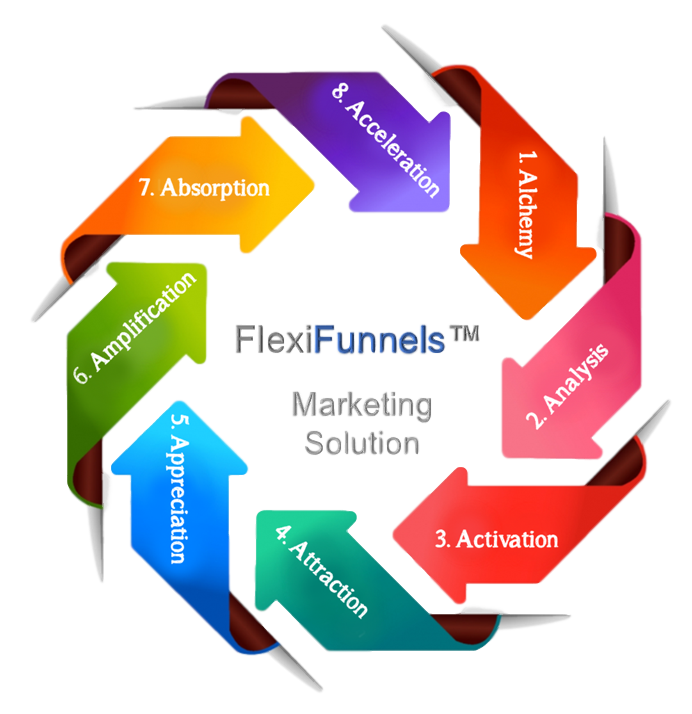 8. Acceleration
1. Alchemy
7. Absorption
6. Amplification
FlexiFunnels™
2. Analysis
Marketing
Solution
5. Appreciation
3. Activation
4. Attraction